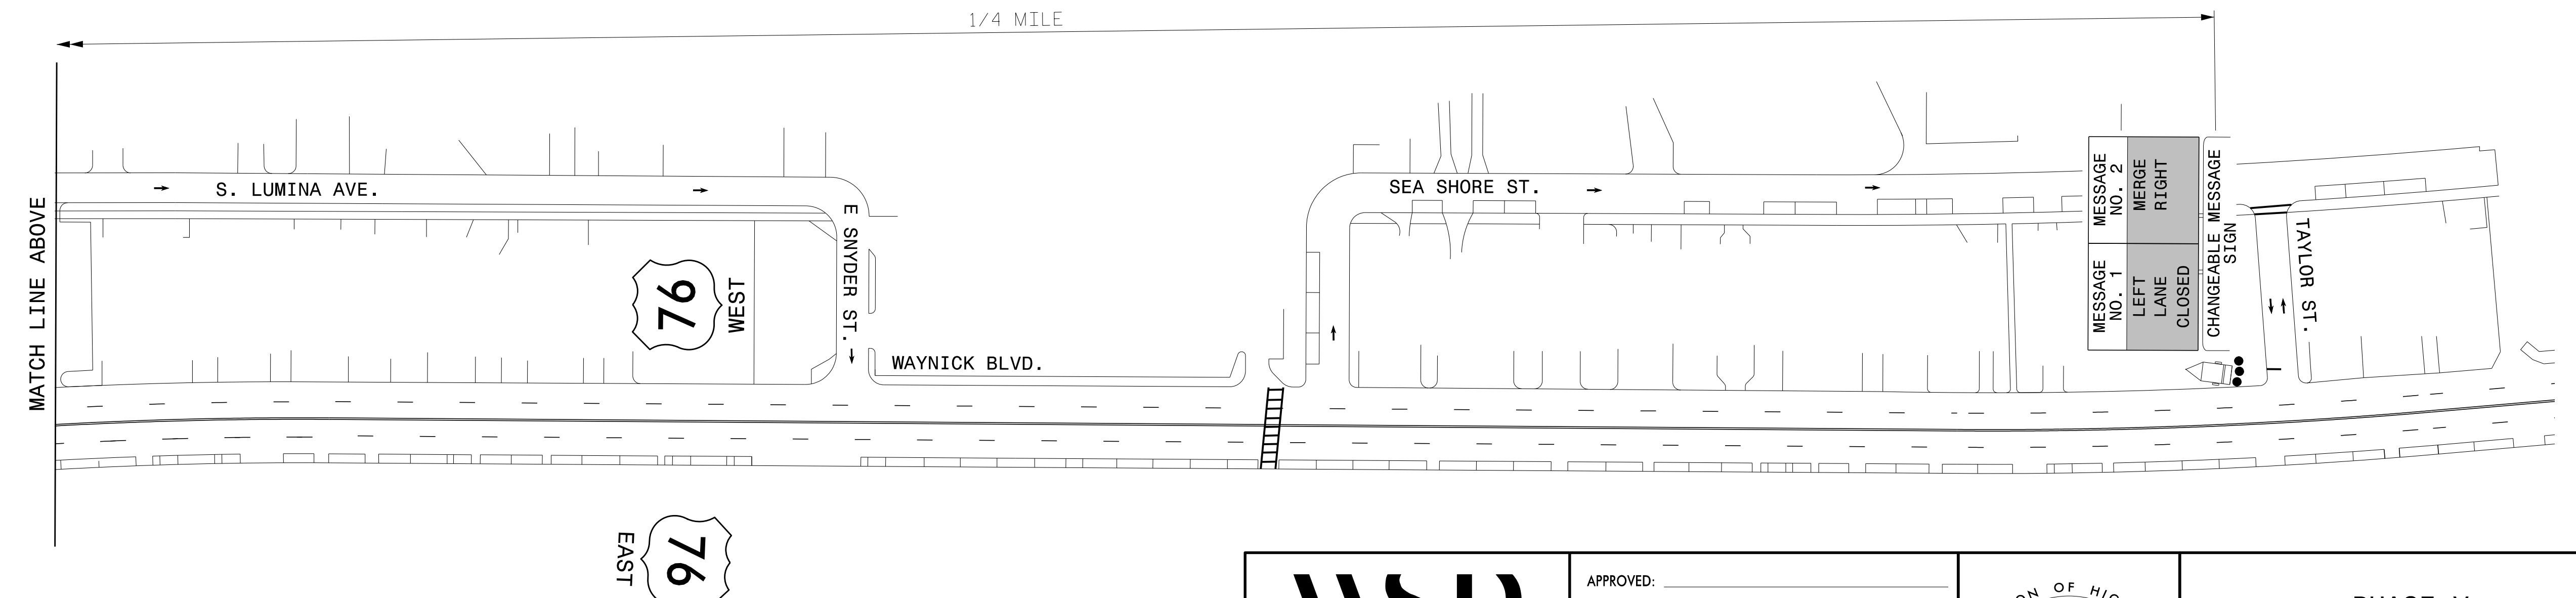 1/4 MILE
MATCH LINE ABOVE
S. LUMINA AVE.
E SNYDER ST.
76
WEST
WAYNICK BLVD.
SEA SHORE ST.
MESSAGE
NO. 1
LEFT
LANE
CLOSED
MESSAGE
NO. 2
MERGE
RIGHT
CHANGEABLE MESSAGE
SIGN
TAYLOR ST.
EAST
76
APPROVED: